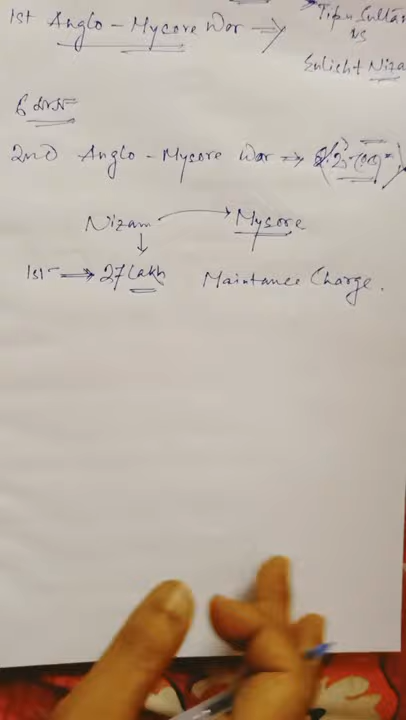 1st Anglo-Mysore War → Tipu Sultan
vs
Enlisht Niza
2nd Anglo-Mysore War ⇒
Nizam → Mysore
↓
1st ⇒ 27 Lakh Maintance Charge.